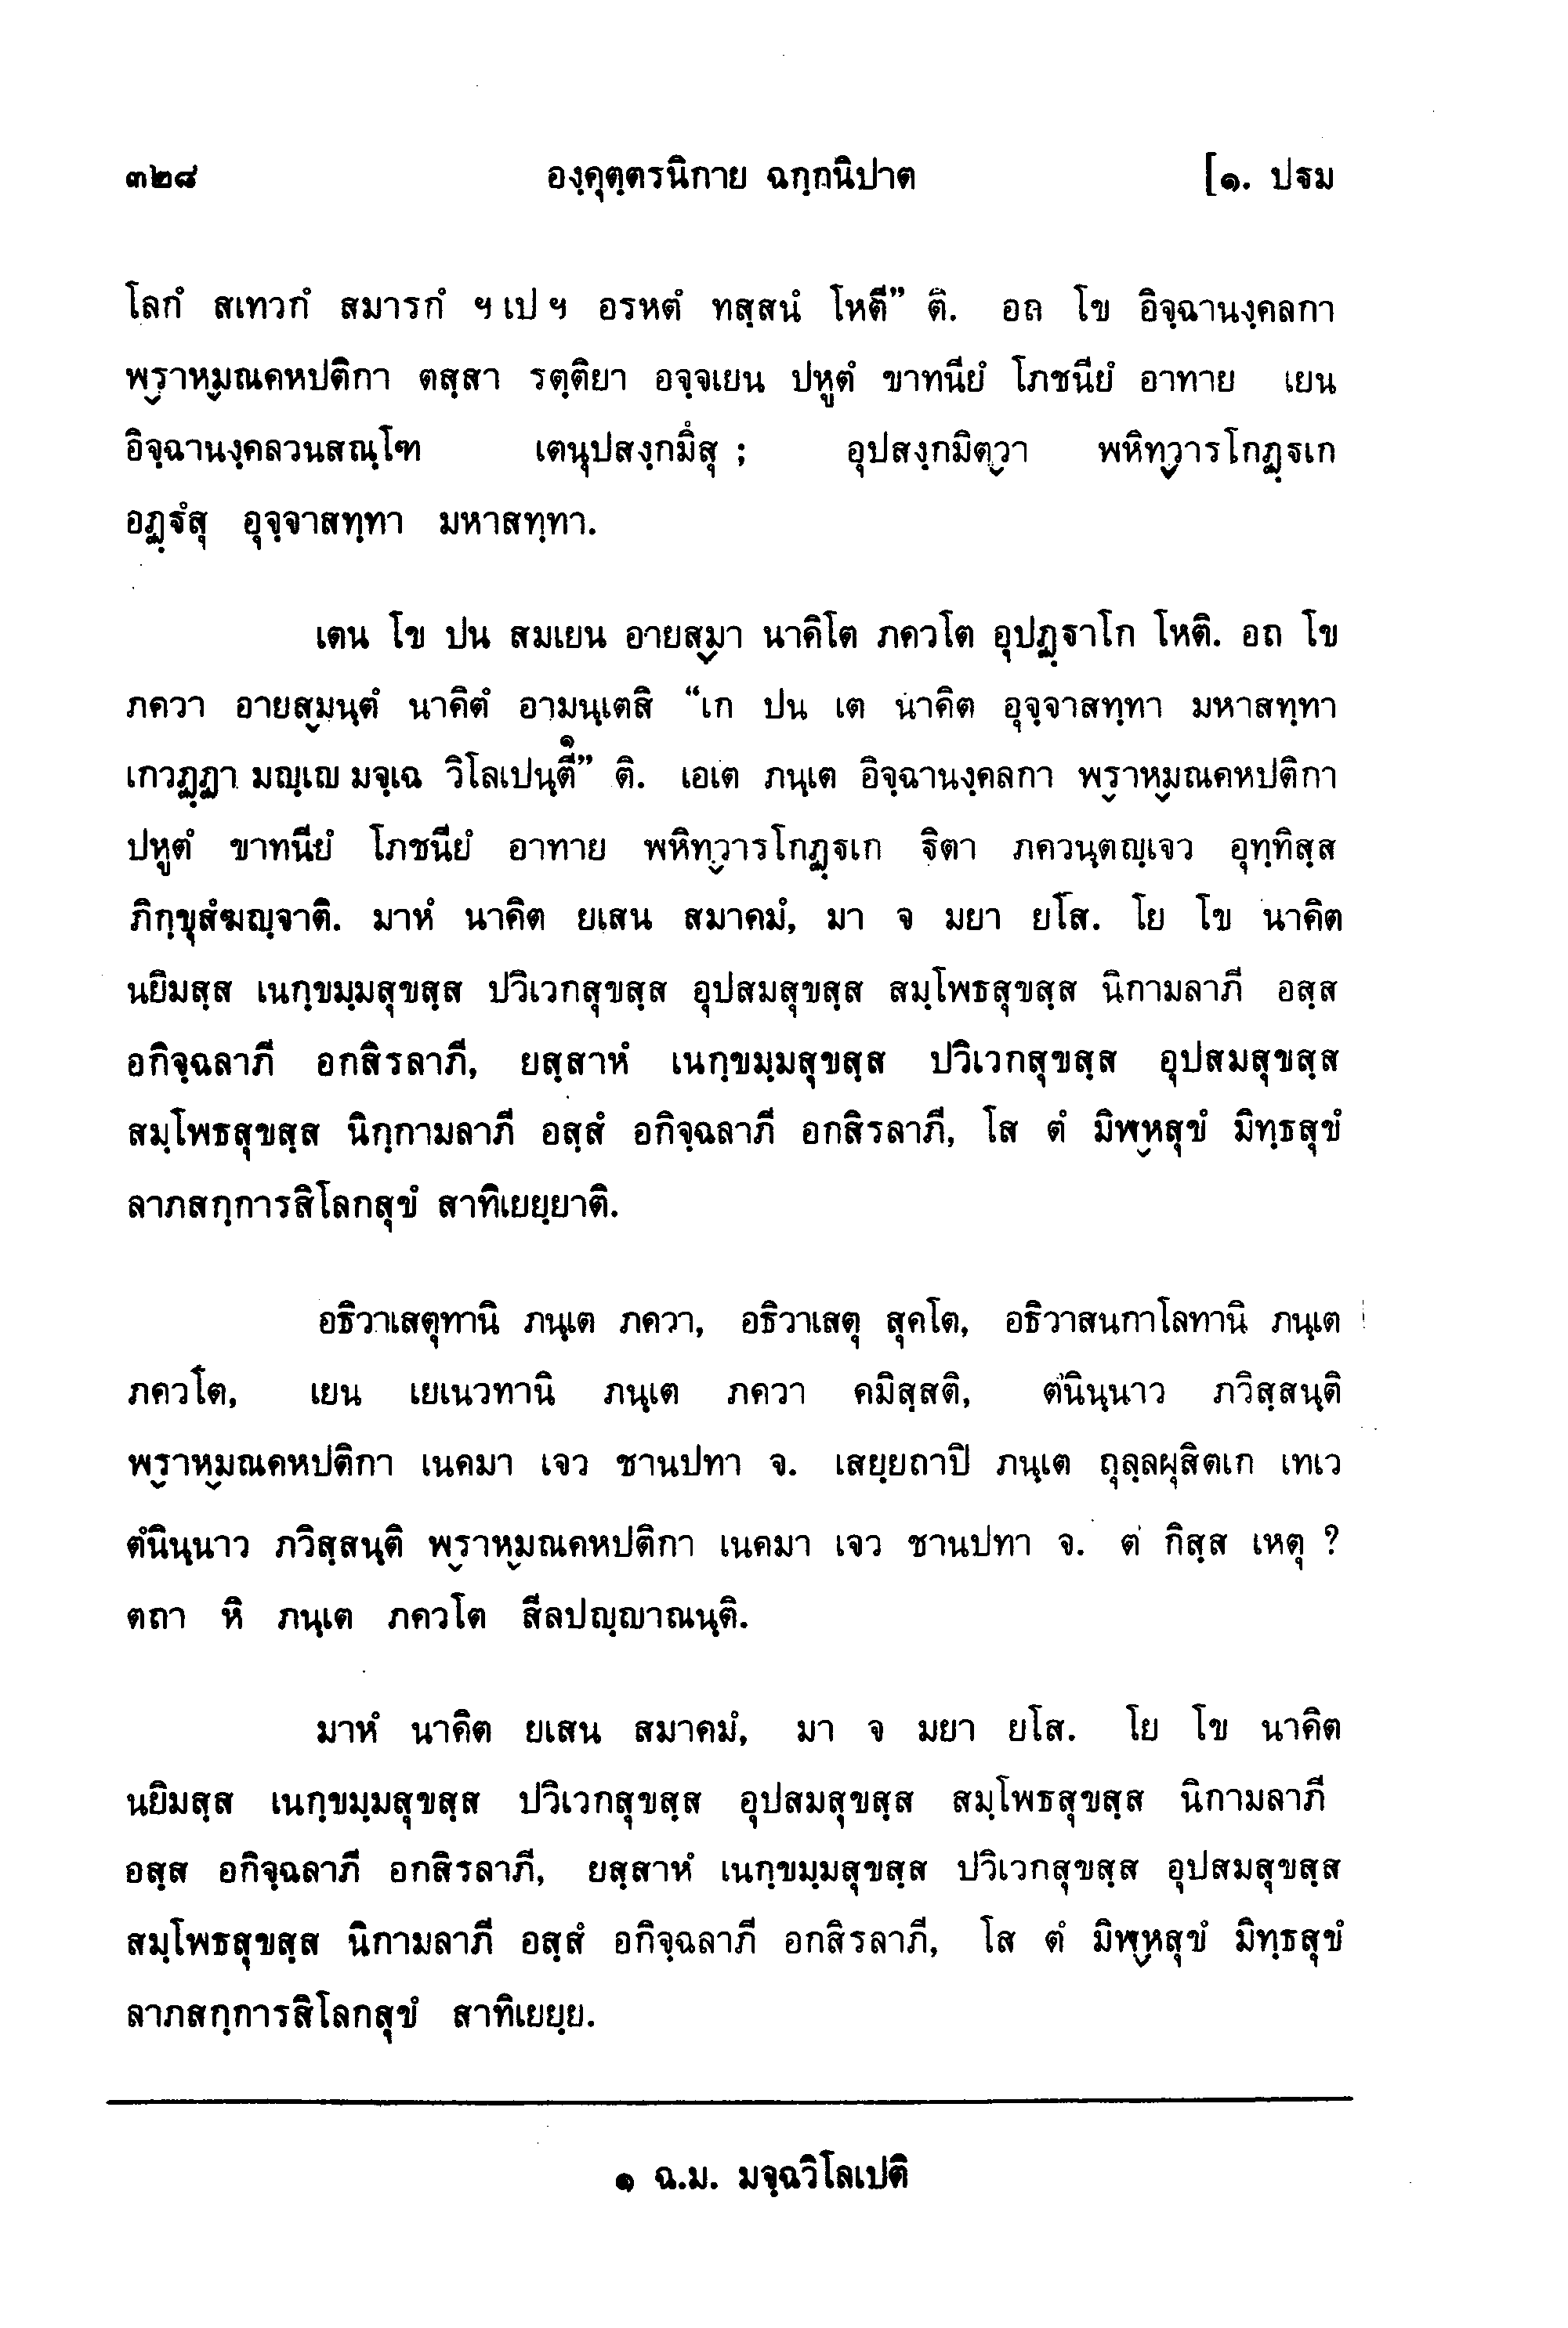 ๓๒๘ องฺคุตฺตรนิกาย ฉกฺกนิปาต [๑. ปฐม
โลกํ สเทวกํ สมารกํ ฯ เป ฯ อรหตํ ทสฺสนํ โหตี” ติ. อถ โข อิจฺฉานงฺคลกา
พฺราหฺมณคหปติกา ตสฺสา รตฺติยา อจฺจเยน ปหูตํ ขาทนียํ โภชนียํ อาทาย เยน
อิจฺฉานงฺคลวนสณฺโฑ เตนุปสงฺกมึสุ ; อุปสงฺกมิตฺวา พหิทฺวารโกฏฺฐเก
อฏฺฐํสุ อุจฺจาสทฺทา มหาสทฺทา.
เตน โข ปน สมเยน อายสฺมา นาคิโต ภควโต อุปฏฺฐาโก โหติ. อถ โข
ภควา อายสฺมนฺตํ นาคิตํ อามนฺเตสิ “เก ปน เต นาคิต อุจฺจาสทฺทา มหาสทฺทา
เกวฏฺฏา มญฺเญ มจฺเฉ วิโลเปนฺตี๑” ติ. เอเต ภนฺเต อิจฺฉานงฺคลกา พฺราหฺมณคหปติกา
ปหูตํ ขาทนียํ โภชนียํ อาทาย พหิทฺวารโกฏฺฐเก ฐิตา ภควนฺตญฺเจว อุทฺทิสฺส
ภิกฺขุสํฆญฺจาติ. มาหํ นาคิต ยเสน สมาคมํ, มา จ มยา ยโส. โย โข นาคิต
นยิมสฺส เนกฺขมฺมสุขสฺส ปวิเวกสุขสฺส อุปสมสุขสฺส สมฺโพธสุขสฺส นิกามลาภี อสฺส
อกิจฺฉลาภี อกสิรลาภี, ยสฺสาหํ เนกฺขมฺมสุขสฺส ปวิเวกสุขสฺส อุปสมสุขสฺส
สมฺโพธสุขสฺส นิกฺกามลาภี อสฺสํ อกิจฺฉลาภี อกสิรลาภี, โส ตํ มิฬฺหสุขํ มิทฺธสุขํ
ลาภสกฺการสิโลกสุขํ สาทิเยยฺยาติ.
อธิวาเสตุทานิ ภนฺเต ภควา, อธิวาเสตุ สุคโต, อธิวาสนกาโลทานิ ภนฺเต
ภควโต, เยน เยเนวทานิ ภนฺเต ภควา คมิสฺสติ, ตํนินฺนาว ภวิสฺสนฺติ
พฺราหฺมณคหปติกา เนคมา เจว ชานปทา จ. เสยฺยถาปิ ภนฺเต ถุลฺลผุสิตเก เทเว
ตํนินฺนาว ภวิสฺสนฺติ พฺราหฺมณคหปติกา เนคมา เจว ชานปทา จ. ตํ กิสฺส เหตุ ?
ตถา หิ ภนฺเต ภควโต สีลปญฺญาณนฺติ.
มาหํ นาคิต ยเสน สมาคมํ, มา จ มยา ยโส. โย โข นาคิต
นยิมสฺส เนกฺขมฺมสุขสฺส ปวิเวกสุขสฺส อุปสมสุขสฺส สมฺโพธสุขสฺส นิกามลาภี
อสฺส อกิจฺฉลาภี อกสิรลาภี, ยสฺสาหํ เนกฺขมฺมสุขสฺส ปวิเวกสุขสฺส อุปสมสุขสฺส
สมฺโพธสุขสฺส นิกามลาภี อสฺสํ อกิจฺฉลาภี อกสิรลาภี, โส ตํ มิฬฺหสุขํ มิทฺธสุขํ
ลาภสกฺการสิโลกสุขํ สาทิเยยฺย.
๑ ฉ.ม. มจฺฉวิโลเปติ